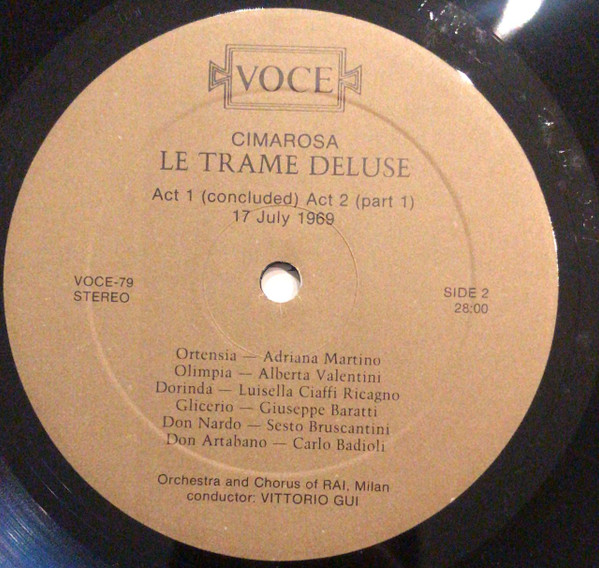 VOCE
CIMAROSA
LE TRAME DELUSE
Act 1 (concluded) Act 2 (part 1)
17 July 1969
VOCE-79
STEREO
SIDE 2
28:00
Ortensia — Adriana Martino
Olimpia — Alberta Valentini
Dorinda — Luisella Ciaffi Ricagno
Glicerio — Giuseppe Baratti
Don Nardo — Sesto Bruscantini
Don Artabano — Carlo Badioli
Orchestra and Chorus of RAI, Milan
conductor: VITTORIO GUI